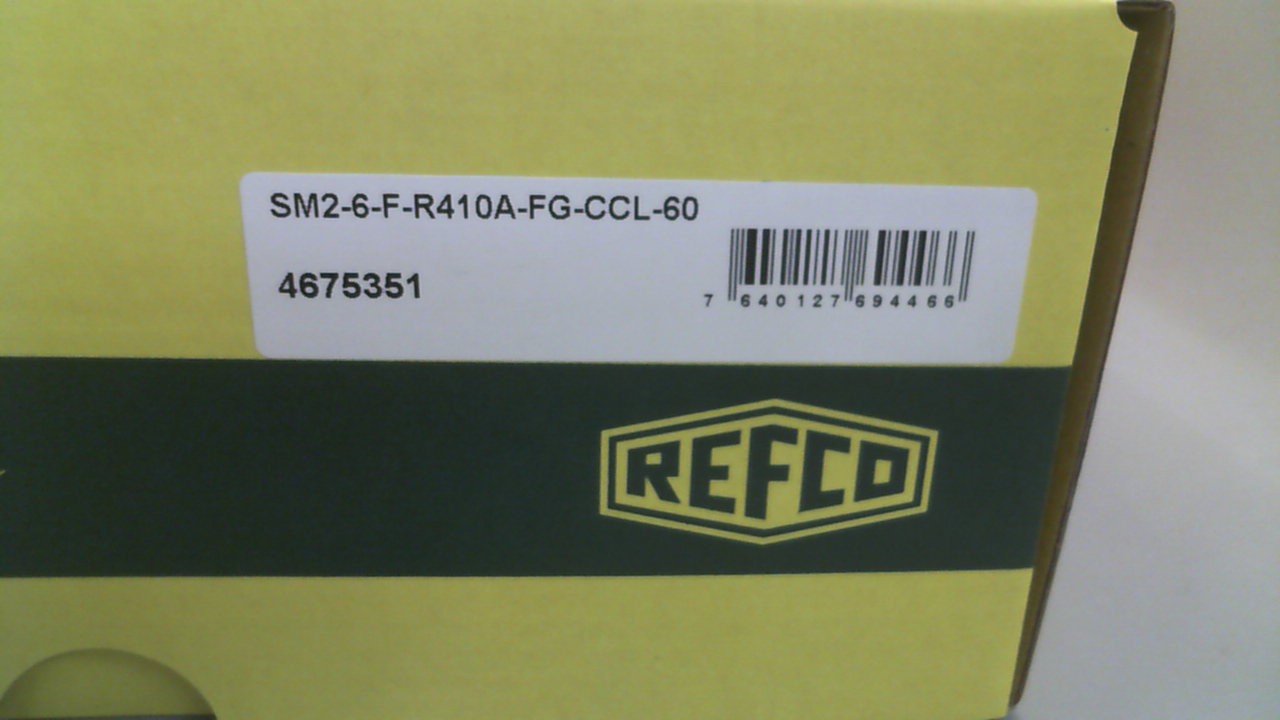 SM2-6-F-R410A-FG-CCL-60
4675351
7 640127 694466
REFCO